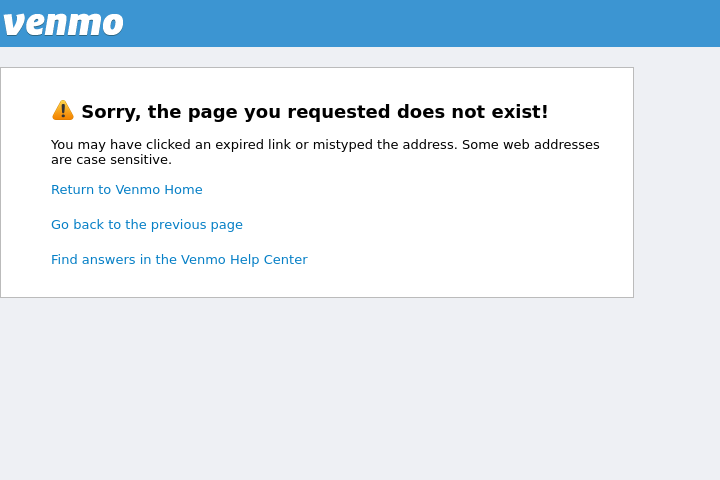 venmo
Sorry, the page you requested does not exist!
You may have clicked an expired link or mistyped the address. Some web addresses
are case sensitive.
Return to Venmo Home
Go back to the previous page
Find answers in the Venmo Help Center